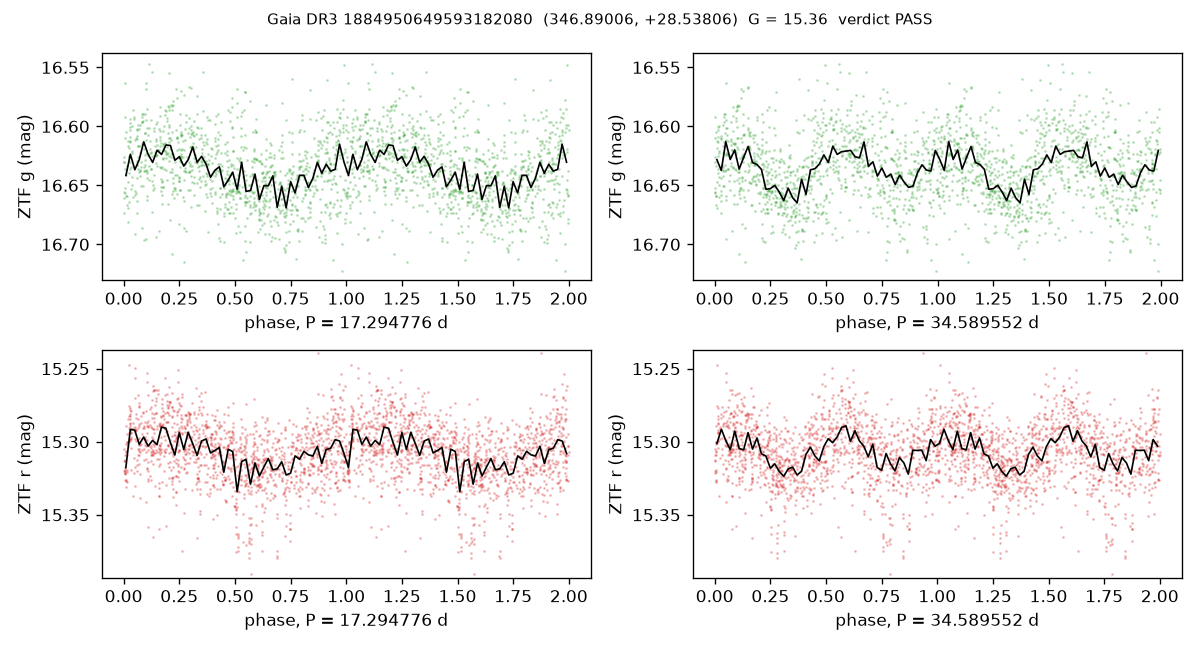 Gaia DR3 1884950649593182080 (346.89006, +28.53806) G = 15.36 verdict PASS
ZTF g (mag)
16.55
16.60
16.65
16.70
0.00 0.25 0.50 0.75 1.00 1.25 1.50 1.75 2.00
phase, P = 17.294776 d
ZTF g (mag)
16.55
16.60
16.65
16.70
0.00 0.25 0.50 0.75 1.00 1.25 1.50 1.75 2.00
phase, P = 34.589552 d
ZTF r (mag)
15.25
15.30
15.35
0.00 0.25 0.50 0.75 1.00 1.25 1.50 1.75 2.00
phase, P = 17.294776 d
ZTF r (mag)
15.25
15.30
15.35
0.00 0.25 0.50 0.75 1.00 1.25 1.50 1.75 2.00
phase, P = 34.589552 d